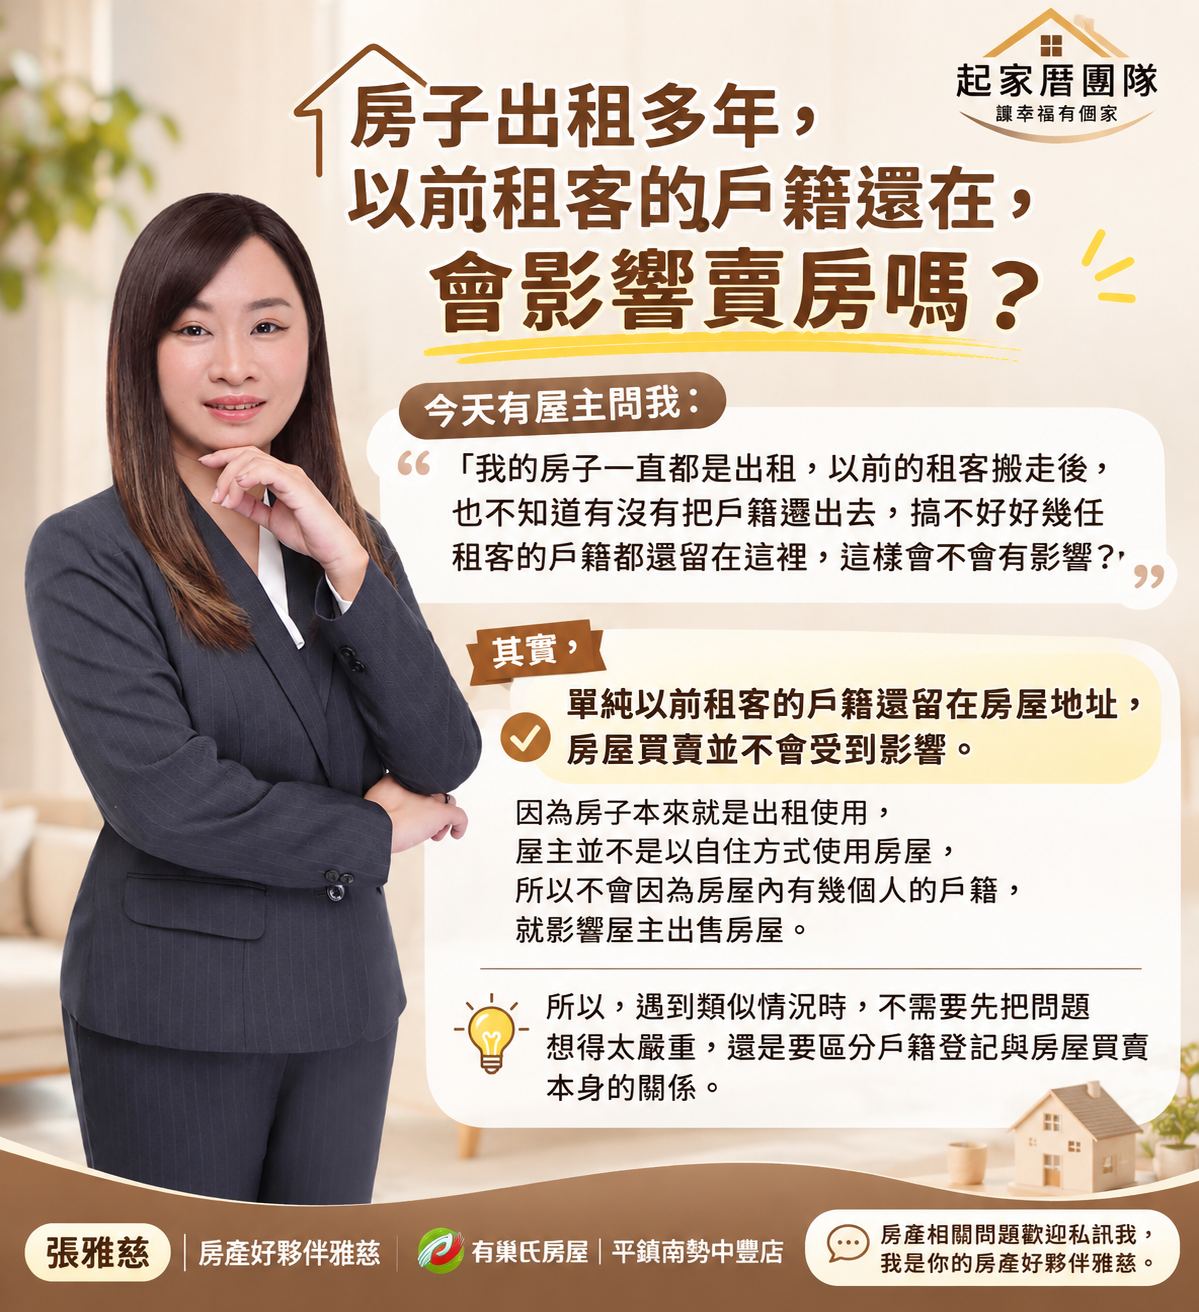 起家厝團隊
讓幸福有個家
房子出租多年，
以前租客的戶籍還在，
會影響賣房嗎？
今天有屋主問我：
「我的房子一直都是出租，以前的租客搬走後，
也不知道有沒有把戶籍遷出去，搞不好好幾任
租客的戶籍都還留在這裡，這樣會不會有影響？
其實，
單純以前租客的戶籍還留在房屋地址，
房屋買賣並不會受到影響。
因為房子本來就是出租使用，
屋主並不是以自住方式使用房屋，
所以不會因為房屋內有幾個人的戶籍，
就影響屋主出售房屋。
所以，遇到類似情況時，不需要先把問題
想得太嚴重，還是要區分戶籍登記與房屋買賣
本身的關係。
張雅慈｜房產好夥伴雅慈｜有巢氏房屋｜平鎮南勢中豐店
房產相關問題歡迎私訊我，
我是你的房產好夥伴雅慈。